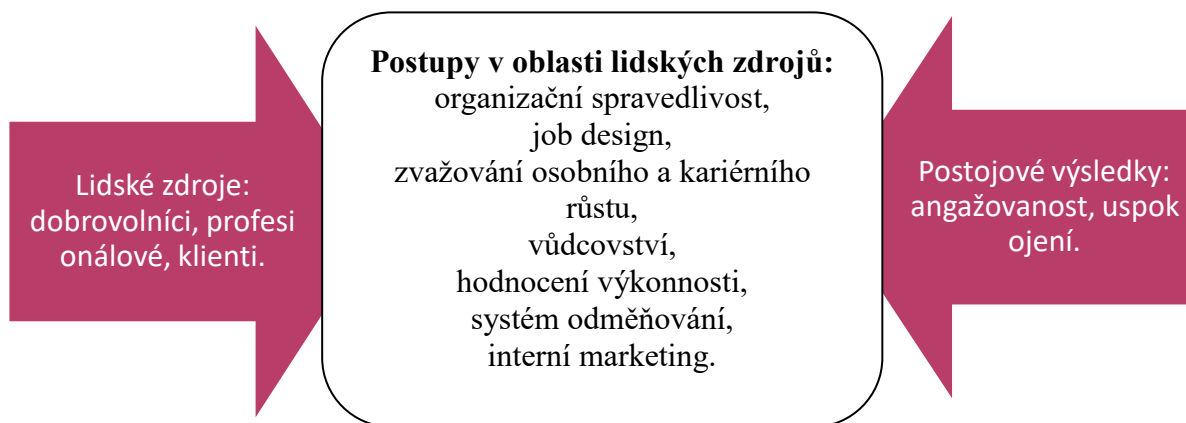 Lidské zdroje:
dobrovolníci, profesi
onálové, klienti.
Postupy v oblasti lidských zdrojů:
organizační spravedlivost,
job design,
zvažování osobního a kariérního
růstu,
vůdcovství,
hodnocení výkonnosti,
systém odměňování,
interní marketing.
Postojové výsledky:
angažovanost, uspok
ojení.